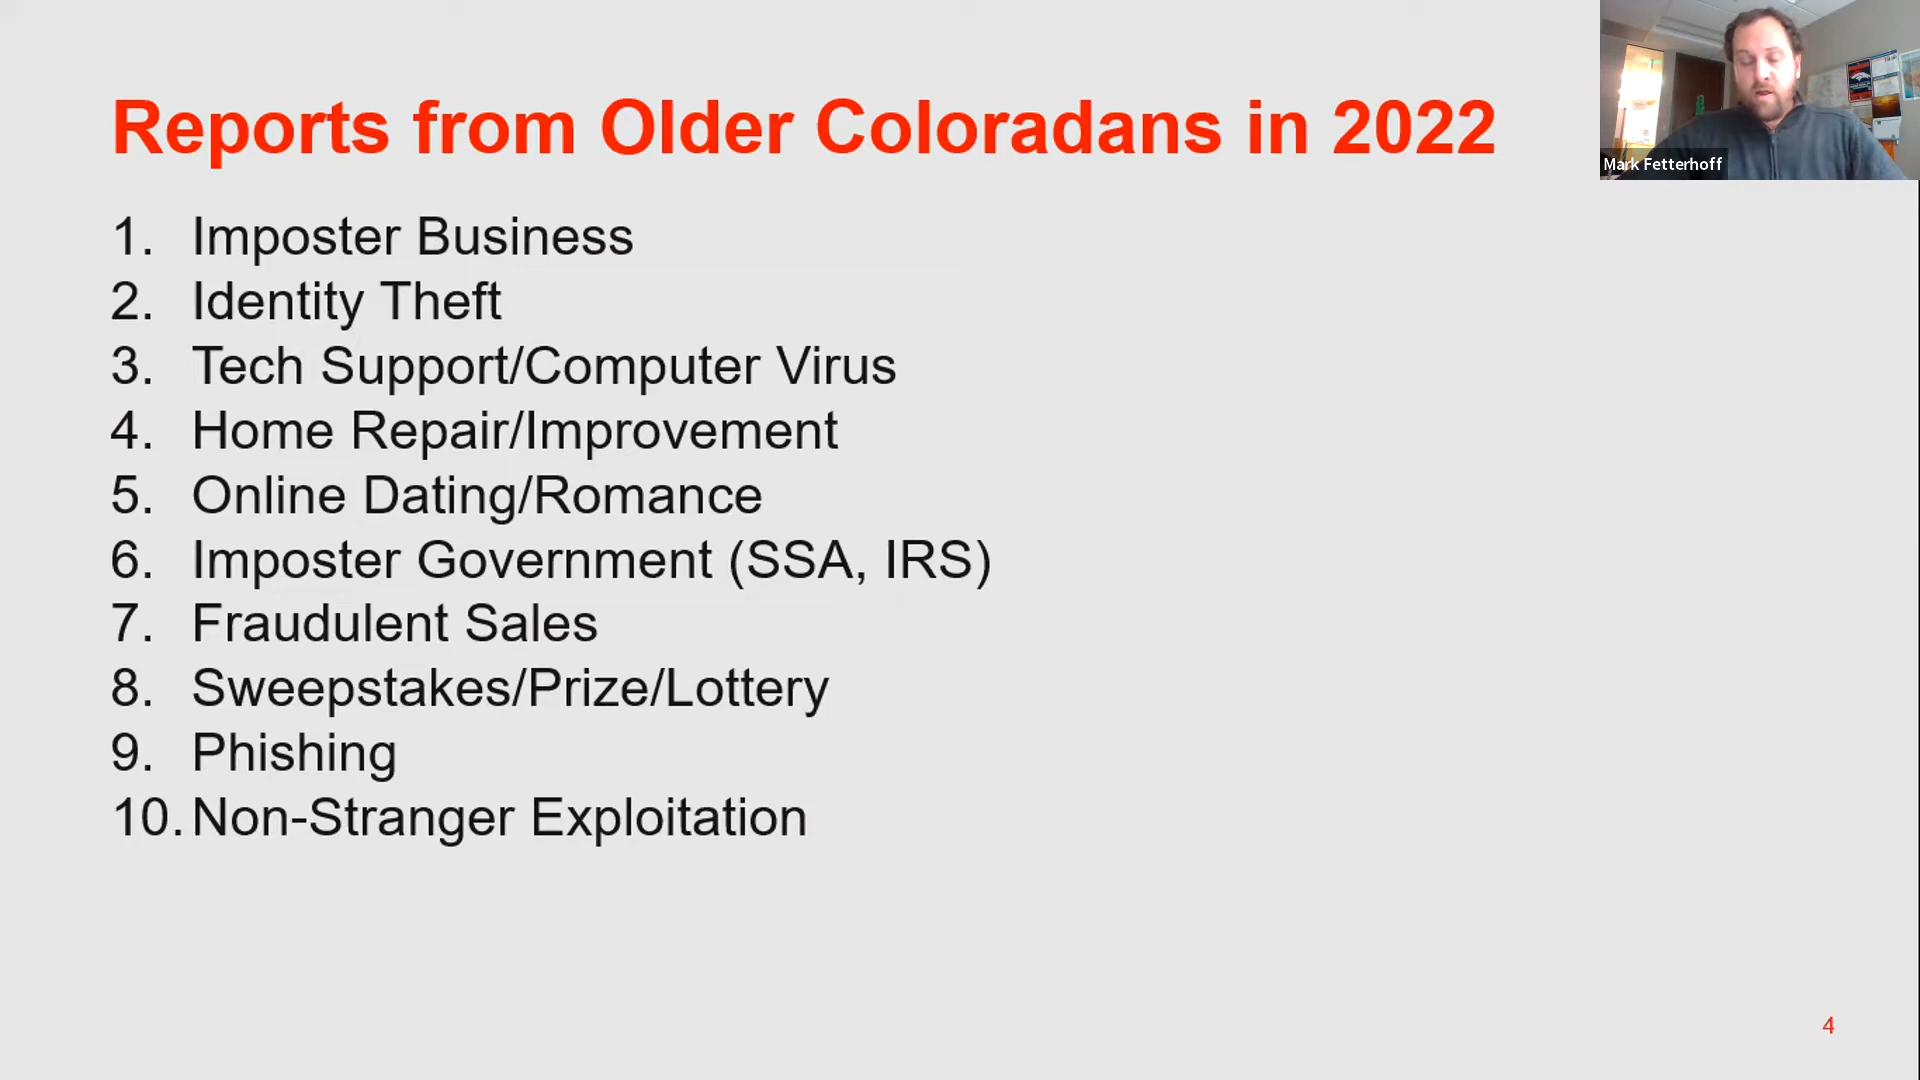 Reports from Older Coloradans in 2022
1. Imposter Business
2. Identity Theft
3. Tech Support/Computer Virus
4. Home Repair/Improvement
5. Online Dating/Romance
6. Imposter Government (SSA, IRS)
7. Fraudulent Sales
8. Sweepstakes/Prize/Lottery
9. Phishing
10. Non-Stranger Exploitation
Mark Fetterhoff
4